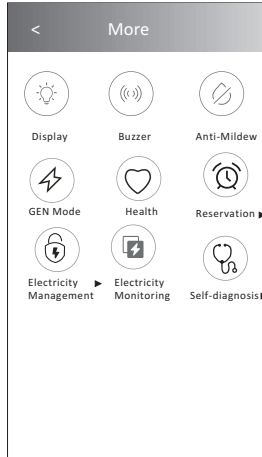 < More
Display Buzzer Anti-Mildew
GEN Mode Health Reservation ▶
Electricity ▶ Electricity
Management Monitoring Self-diagnosis